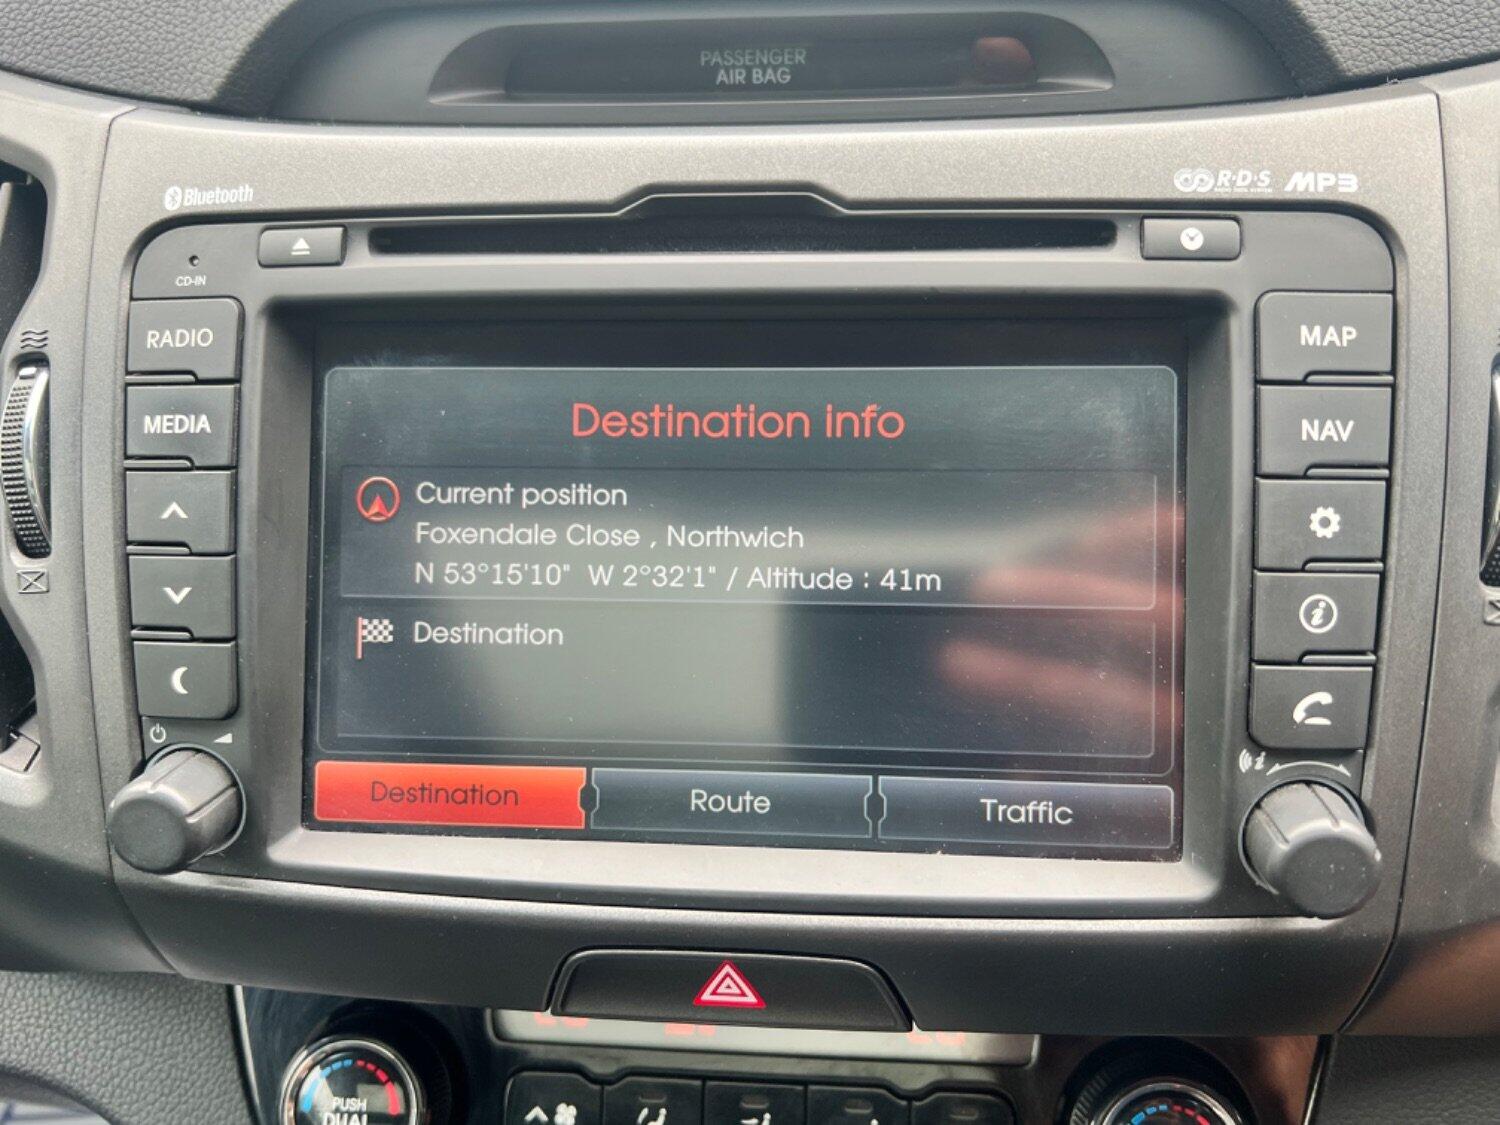 PASSENGER
AIR BAG
Bluetooth
R·D·S MP3
CD-IN
RADIO
MEDIA
MAP
NAV
Destination info
Current position
Foxendale Close , Northwich
N 53°15'10" W 2°32'1" / Altitude : 41m
Destination
Destination
Route
Traffic
PUSH
DUAL